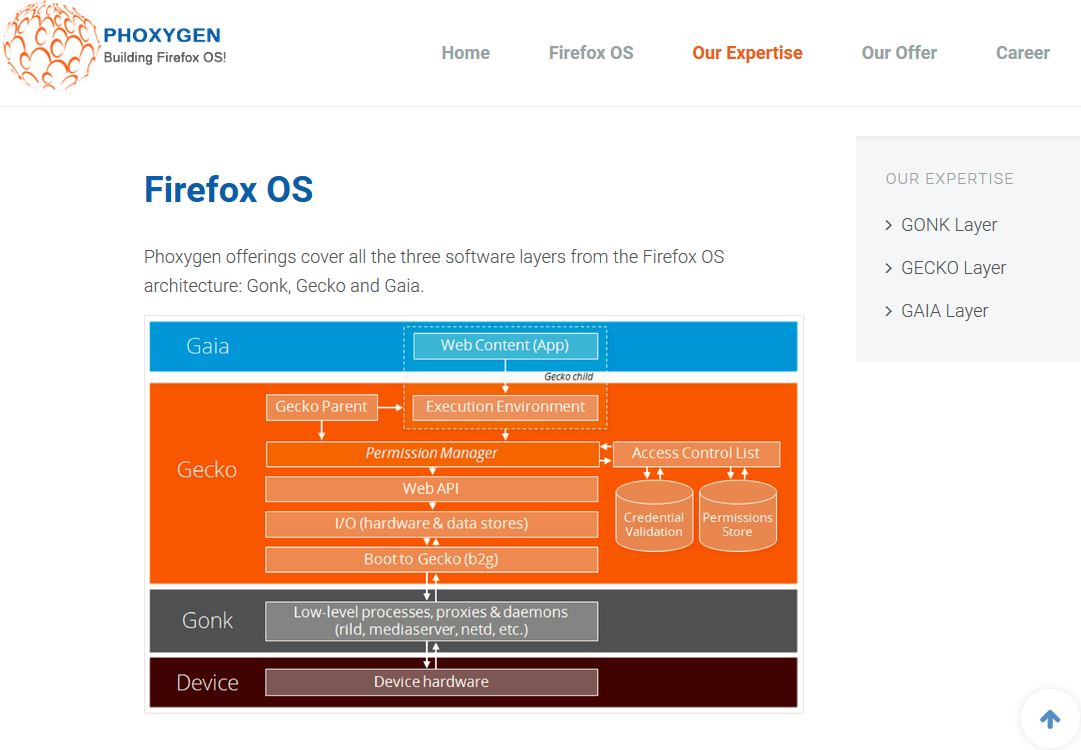 PHOXYGEN
Building Firefox OS!
Home
Firefox OS
Our Expertise
Our Offer
Career
Firefox OS
Phoxygen offerings cover all the three software layers from the Firefox OS
architecture: Gonk, Gecko and Gaia.
Gaia
Web Content (App)
Gecko child
Gecko
Gecko Parent
Execution Environment
Permission Manager
Access Control List
Web API
Credential
Validation
Permissions
Store
I/O (hardware & data stores)
Boot to Gecko (b2g)
Gonk
Low-level processes, proxies & daemons
(rild, mediaserver, netd, etc.)
Device
Device hardware
OUR EXPERTISE
GONK Layer
GECKO Layer
GAIA Layer